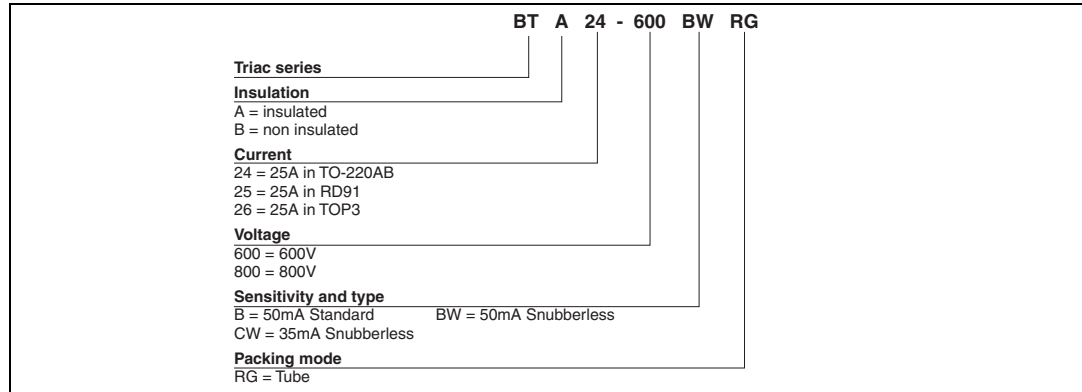 BT A 24 - 600 BW RG
Triac series
Insulation
A = insulated
B = non insulated
Current
24 = 25A in TO-220AB
25 = 25A in RD91
26 = 25A in TOP3
Voltage
600 = 600V
800 = 800V
Sensitivity and type
B = 50mA Standard BW = 50mA Snubberless
CW = 35mA Snubberless
Packing mode
RG = Tube